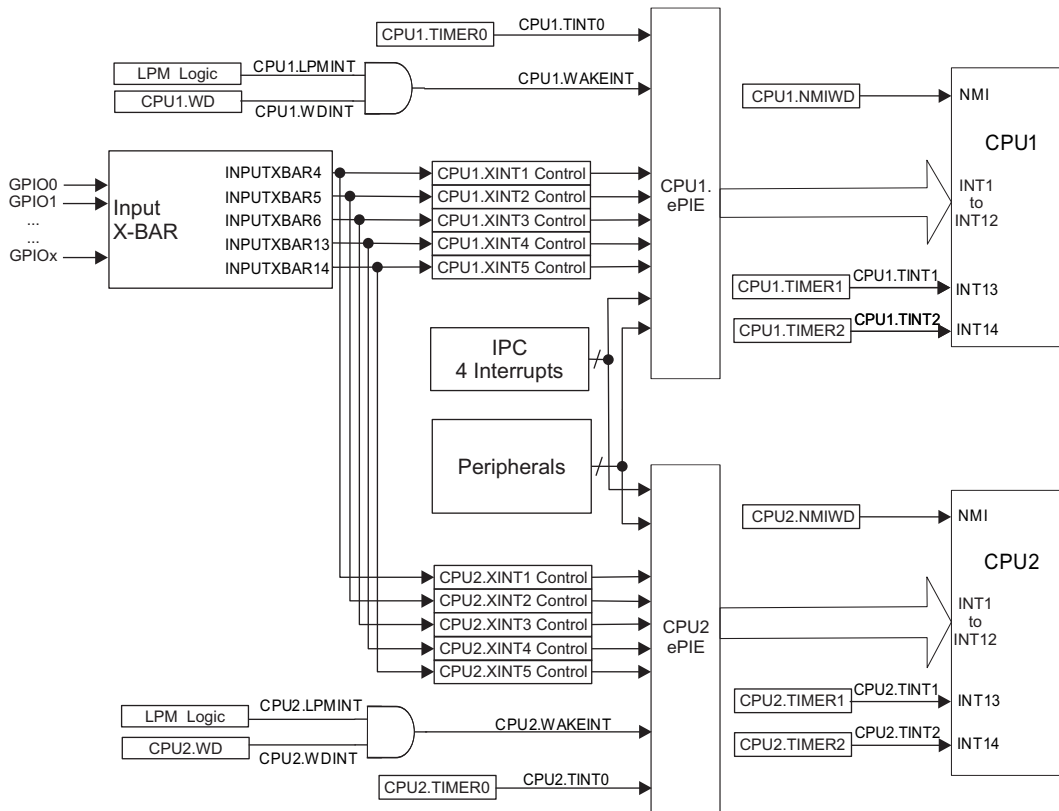 CPU1.TIMER0
CPU1.TINT0
LPM Logic
CPU1.LPMINT
CPU1.WD
CPU1.WDINT
CPU1.WAKEINT
GPIO0
GPIO1
...
...
GPIOx
Input
X-BAR
INPUTXBAR4
INPUTXBAR5
INPUTXBAR6
INPUTXBAR13
INPUTXBAR14
CPU1.XINT1 Control
CPU1.XINT2 Control
CPU1.XINT3 Control
CPU1.XINT4 Control
CPU1.XINT5 Control
CPU1.
ePIE
CPU1.NMIWD
NMI
CPU1
INT1
to
INT12
CPU1.TIMER1
CPU1.TINT1
INT13
CPU1.TIMER2
CPU1.TINT2
INT14
IPC
4 Interrupts
Peripherals
CPU2.XINT1 Control
CPU2.XINT2 Control
CPU2.XINT3 Control
CPU2.XINT4 Control
CPU2.XINT5 Control
CPU2
ePIE
CPU2.NMIWD
NMI
CPU2
INT1
to
INT12
CPU2.TIMER1
CPU2.TINT1
INT13
CPU2.TIMER2
CPU2.TINT2
INT14
LPM Logic
CPU2.LPMINT
CPU2.WD
CPU2.WDINT
CPU2.WAKEINT
CPU2.TIMER0
CPU2.TINT0